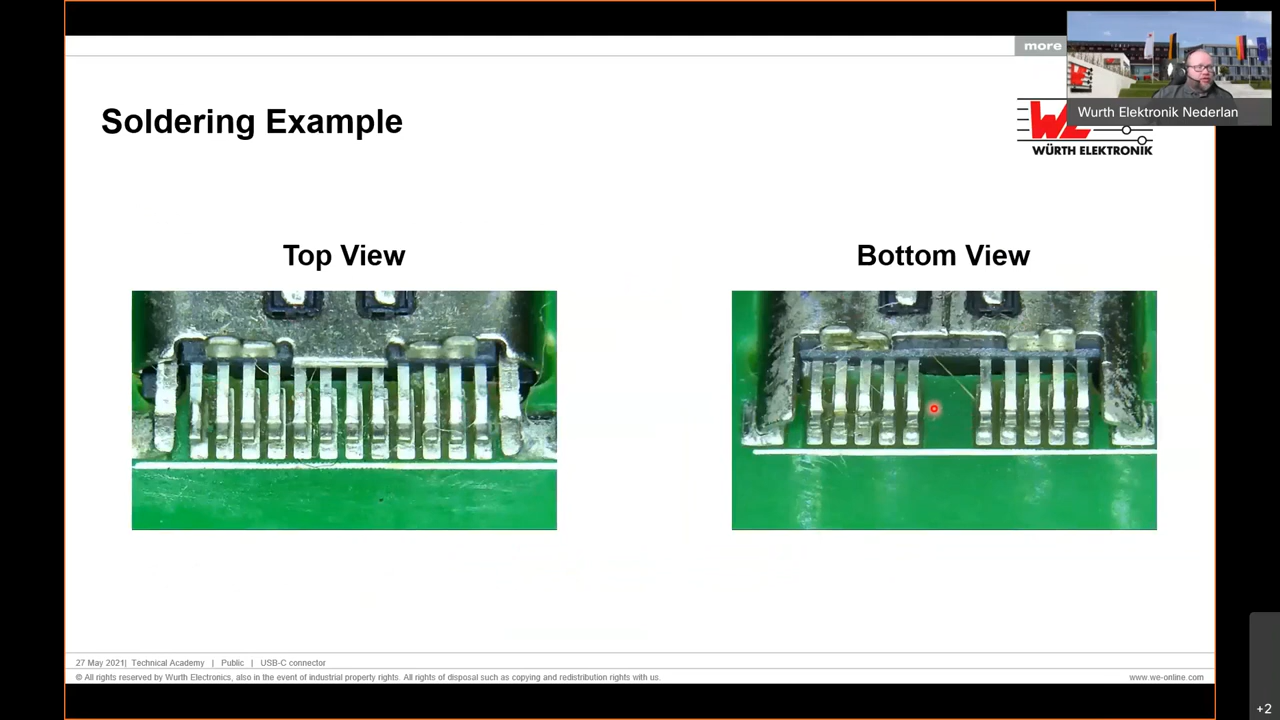 more
Wurth Elektronik Nederlan
Soldering Example
WÜRTH ELEKTRONIK
Top View
Bottom View
27 May 2021| Technical Academy | Public | USB-C connector
© All rights reserved by Wurth Electronics, also in the event of industrial property rights. All rights of disposal such as copying and redistribution rights with us.
www.we-online.com
+2